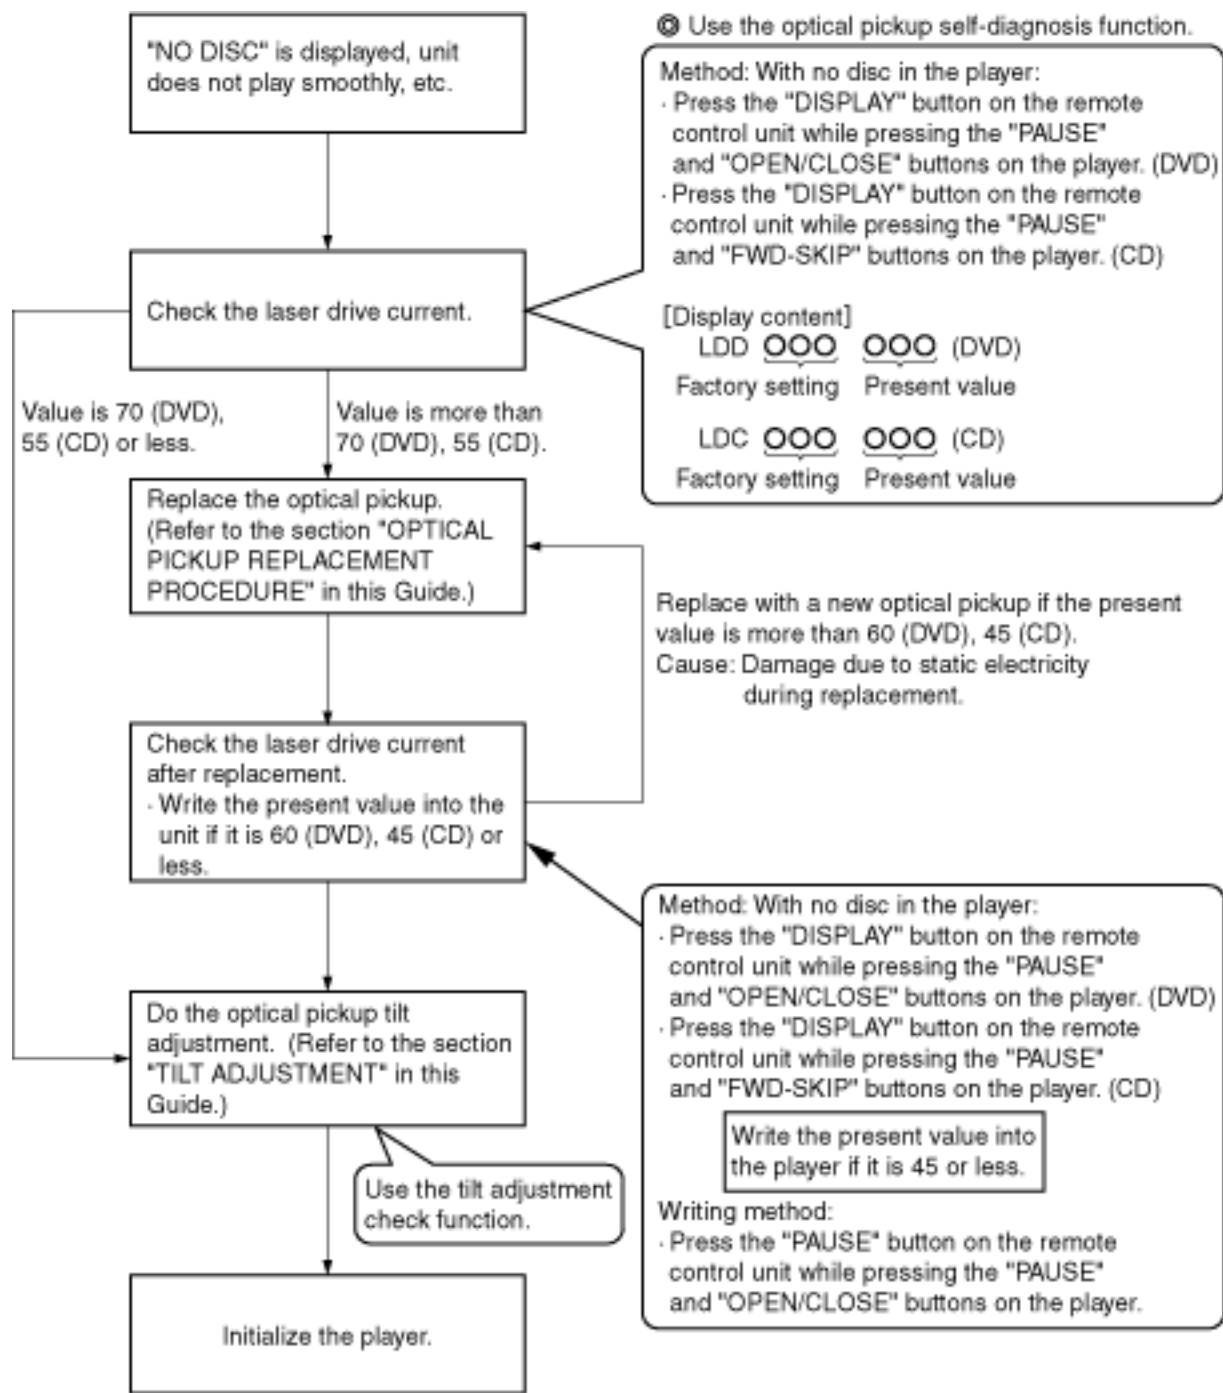 "NO DISC" is displayed, unit
does not play smoothly, etc.
◎ Use the optical pickup self-diagnosis function.
Method: With no disc in the player:
· Press the "DISPLAY" button on the remote
control unit while pressing the "PAUSE"
and "OPEN/CLOSE" buttons on the player. (DVD)
· Press the "DISPLAY" button on the remote
control unit while pressing the "PAUSE"
and "FWD-SKIP" buttons on the player. (CD)
[Display content]
LDD OOO OOO (DVD)
Factory setting Present value
LDC OOO OOO (CD)
Factory setting Present value
Check the laser drive current.
Value is 70 (DVD),
55 (CD) or less.
Value is more than
70 (DVD), 55 (CD).
Replace the optical pickup.
(Refer to the section "OPTICAL
PICKUP REPLACEMENT
PROCEDURE" in this Guide.)
Replace with a new optical pickup if the present
value is more than 60 (DVD), 45 (CD).
Cause: Damage due to static electricity
during replacement.
Check the laser drive current
after replacement.
· Write the present value into the
unit if it is 60 (DVD), 45 (CD) or
less.
Method: With no disc in the player:
· Press the "DISPLAY" button on the remote
control unit while pressing the "PAUSE"
and "OPEN/CLOSE" buttons on the player. (DVD)
· Press the "DISPLAY" button on the remote
control unit while pressing the "PAUSE"
and "FWD-SKIP" buttons on the player. (CD)
Write the present value into
the player if it is 45 or less.
Writing method:
· Press the "PAUSE" button on the remote
control unit while pressing the "PAUSE"
and "OPEN/CLOSE" buttons on the player.
Do the optical pickup tilt
adjustment. (Refer to the section
"TILT ADJUSTMENT" in this
Guide.)
Use the tilt adjustment
check function.
Initialize the player.